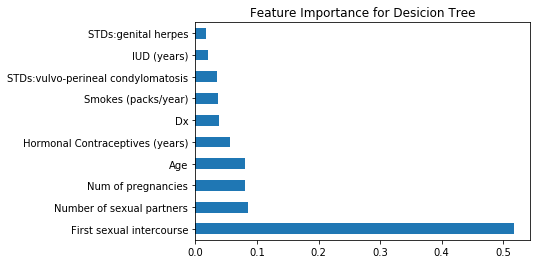 Feature Importance for Desicion Tree
STDs:genital herpes
IUD (years)
STDs:vulvo-perineal condylomatosis
Smokes (packs/year)
Dx
Hormonal Contraceptives (years)
Age
Num of pregnancies
Number of sexual partners
First sexual intercourse
0.0 0.1 0.2 0.3 0.4 0.5